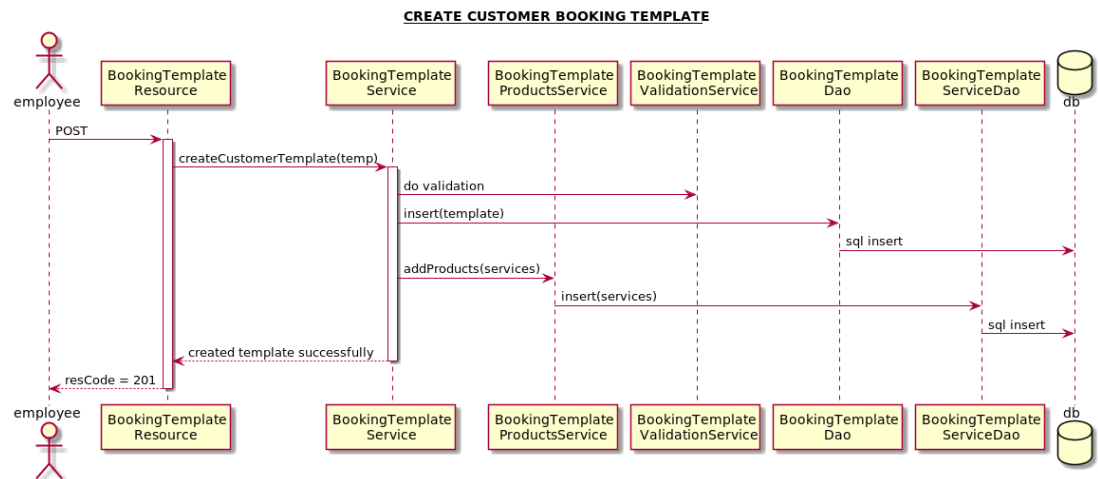 CREATE CUSTOMER BOOKING TEMPLATE
employee
BookingTemplate
Resource
BookingTemplate
Service
BookingTemplate
ProductsService
BookingTemplate
ValidationService
BookingTemplate
Dao
BookingTemplate
ServiceDao
db
POST
createCustomerTemplate(temp)
do validation
insert(template)
sql insert
addProducts(services)
insert(services)
sql insert
created template successfully
resCode = 201
employee
BookingTemplate
Resource
BookingTemplate
Service
BookingTemplate
ProductsService
BookingTemplate
ValidationService
BookingTemplate
Dao
BookingTemplate
ServiceDao
db